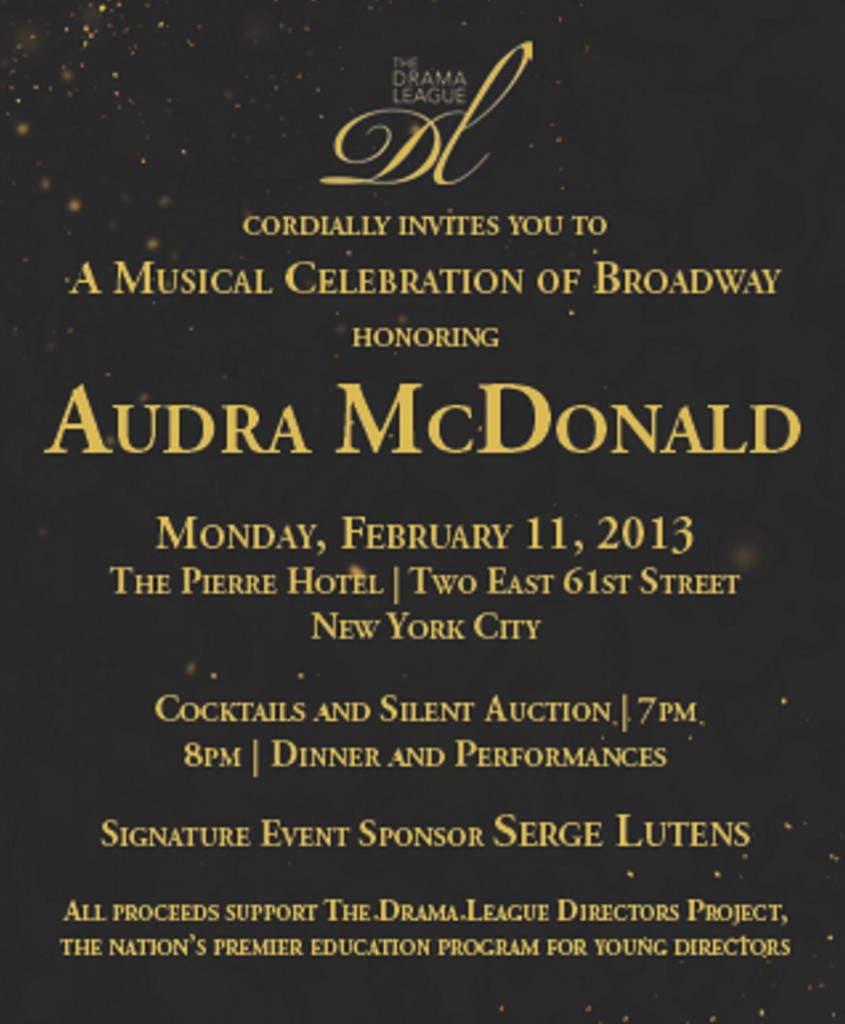 THE
DRAMA
LEAGUE
Dl
CORDIALLY INVITES YOU TO
A MUSICAL CELEBRATION OF BROADWAY
HONORING
AUDRA MCDONALD
MONDAY, FEBRUARY 11, 2013
THE PIERRE HOTEL | TWO EAST 61ST STREET
NEW YORK CITY
COCKTAILS AND SILENT AUCTION | 7PM
8PM | DINNER AND PERFORMANCES
SIGNATURE EVENT SPONSOR SERGE LUTENS
ALL PROCEEDS SUPPORT THE DRAMA LEAGUE DIRECTORS PROJECT,
THE NATION'S PREMIER EDUCATION PROGRAM FOR YOUNG DIRECTORS